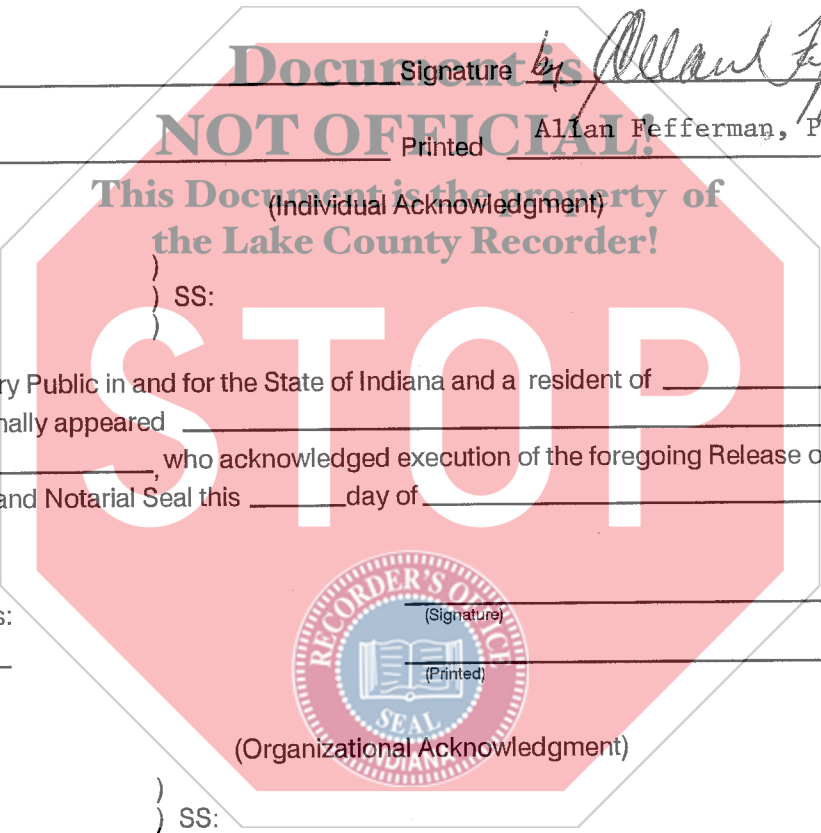 Document is
Signature by Allan
NOT OFFICIAL!
Printed Allan Fefferman, P
This Document is the property of
(Individual Acknowledgment)
the Lake County Recorder!
)
) SS:
)
STOP
ry Public in and for the State of Indiana and a resident of
nally appeared
, who acknowledged execution of the foregoing Release o
and Notarial Seal this ______ day of
RECORDER'S OFFICE
s:
(Signature)
(Printed)
SEAL
INDIANA
(Organizational Acknowledgment)
)
) SS: